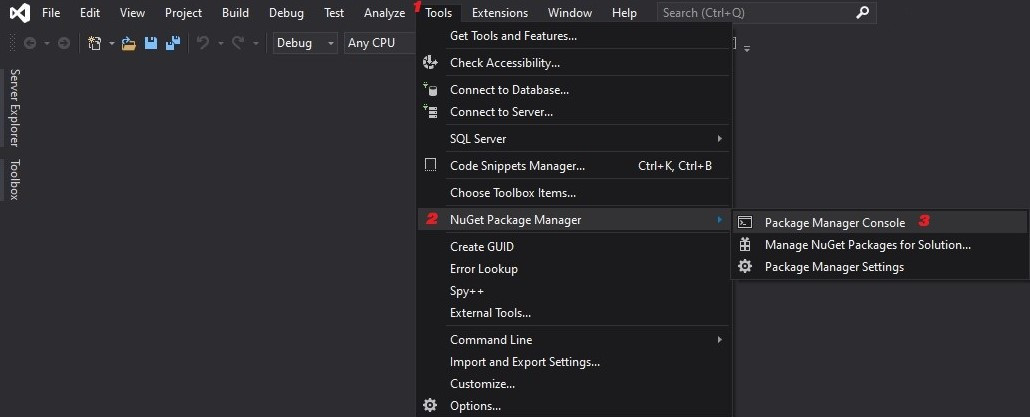 File Edit View Git Project Build Debug Test Analyze 1 Tools Extensions Window Help Search (Ctrl+Q)
Debug Any CPU
Server Explorer
Toolbox
Get Tools and Features...
Check Accessibility...
Connect to Database...
Connect to Server...
SQL Server
Code Snippets Manager... Ctrl+K, Ctrl+B
Choose Toolbox Items...
2 NuGet Package Manager
Create GUID
Error Lookup
Spy++
External Tools...
Command Line
Import and Export Settings...
Customize...
Options...
Package Manager Console 3
Manage NuGet Packages for Solution...
Package Manager Settings